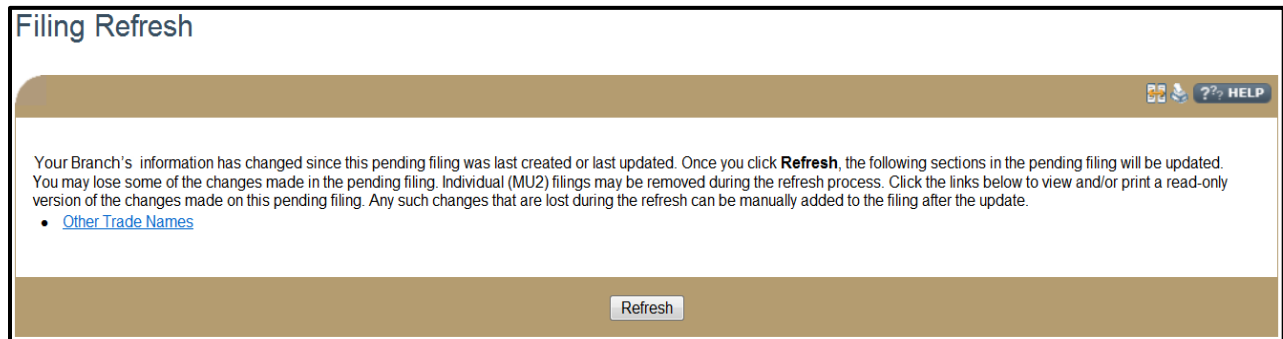 Filing Refresh
??? HELP
Your Branch's information has changed since this pending filing was last created or last updated. Once you click Refresh, the following sections in the pending filing will be updated.
You may lose some of the changes made in the pending filing. Individual (MU2) filings may be removed during the refresh process. Click the links below to view and/or print a read-only
version of the changes made on this pending filing. Any such changes that are lost during the refresh can be manually added to the filing after the update.
• Other Trade Names
Refresh